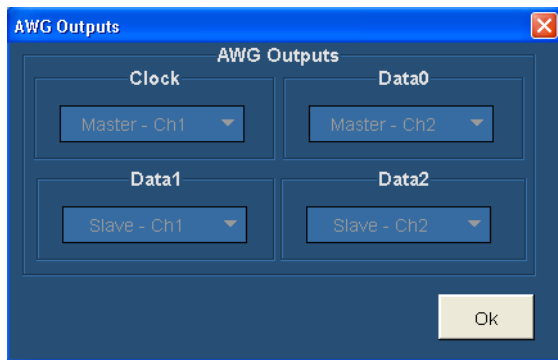 AWG Outputs
AWG Outputs
Clock
Data0
Master - Ch1
Master - Ch2
Data1
Data2
Slave - Ch1
Slave - Ch2
Ok